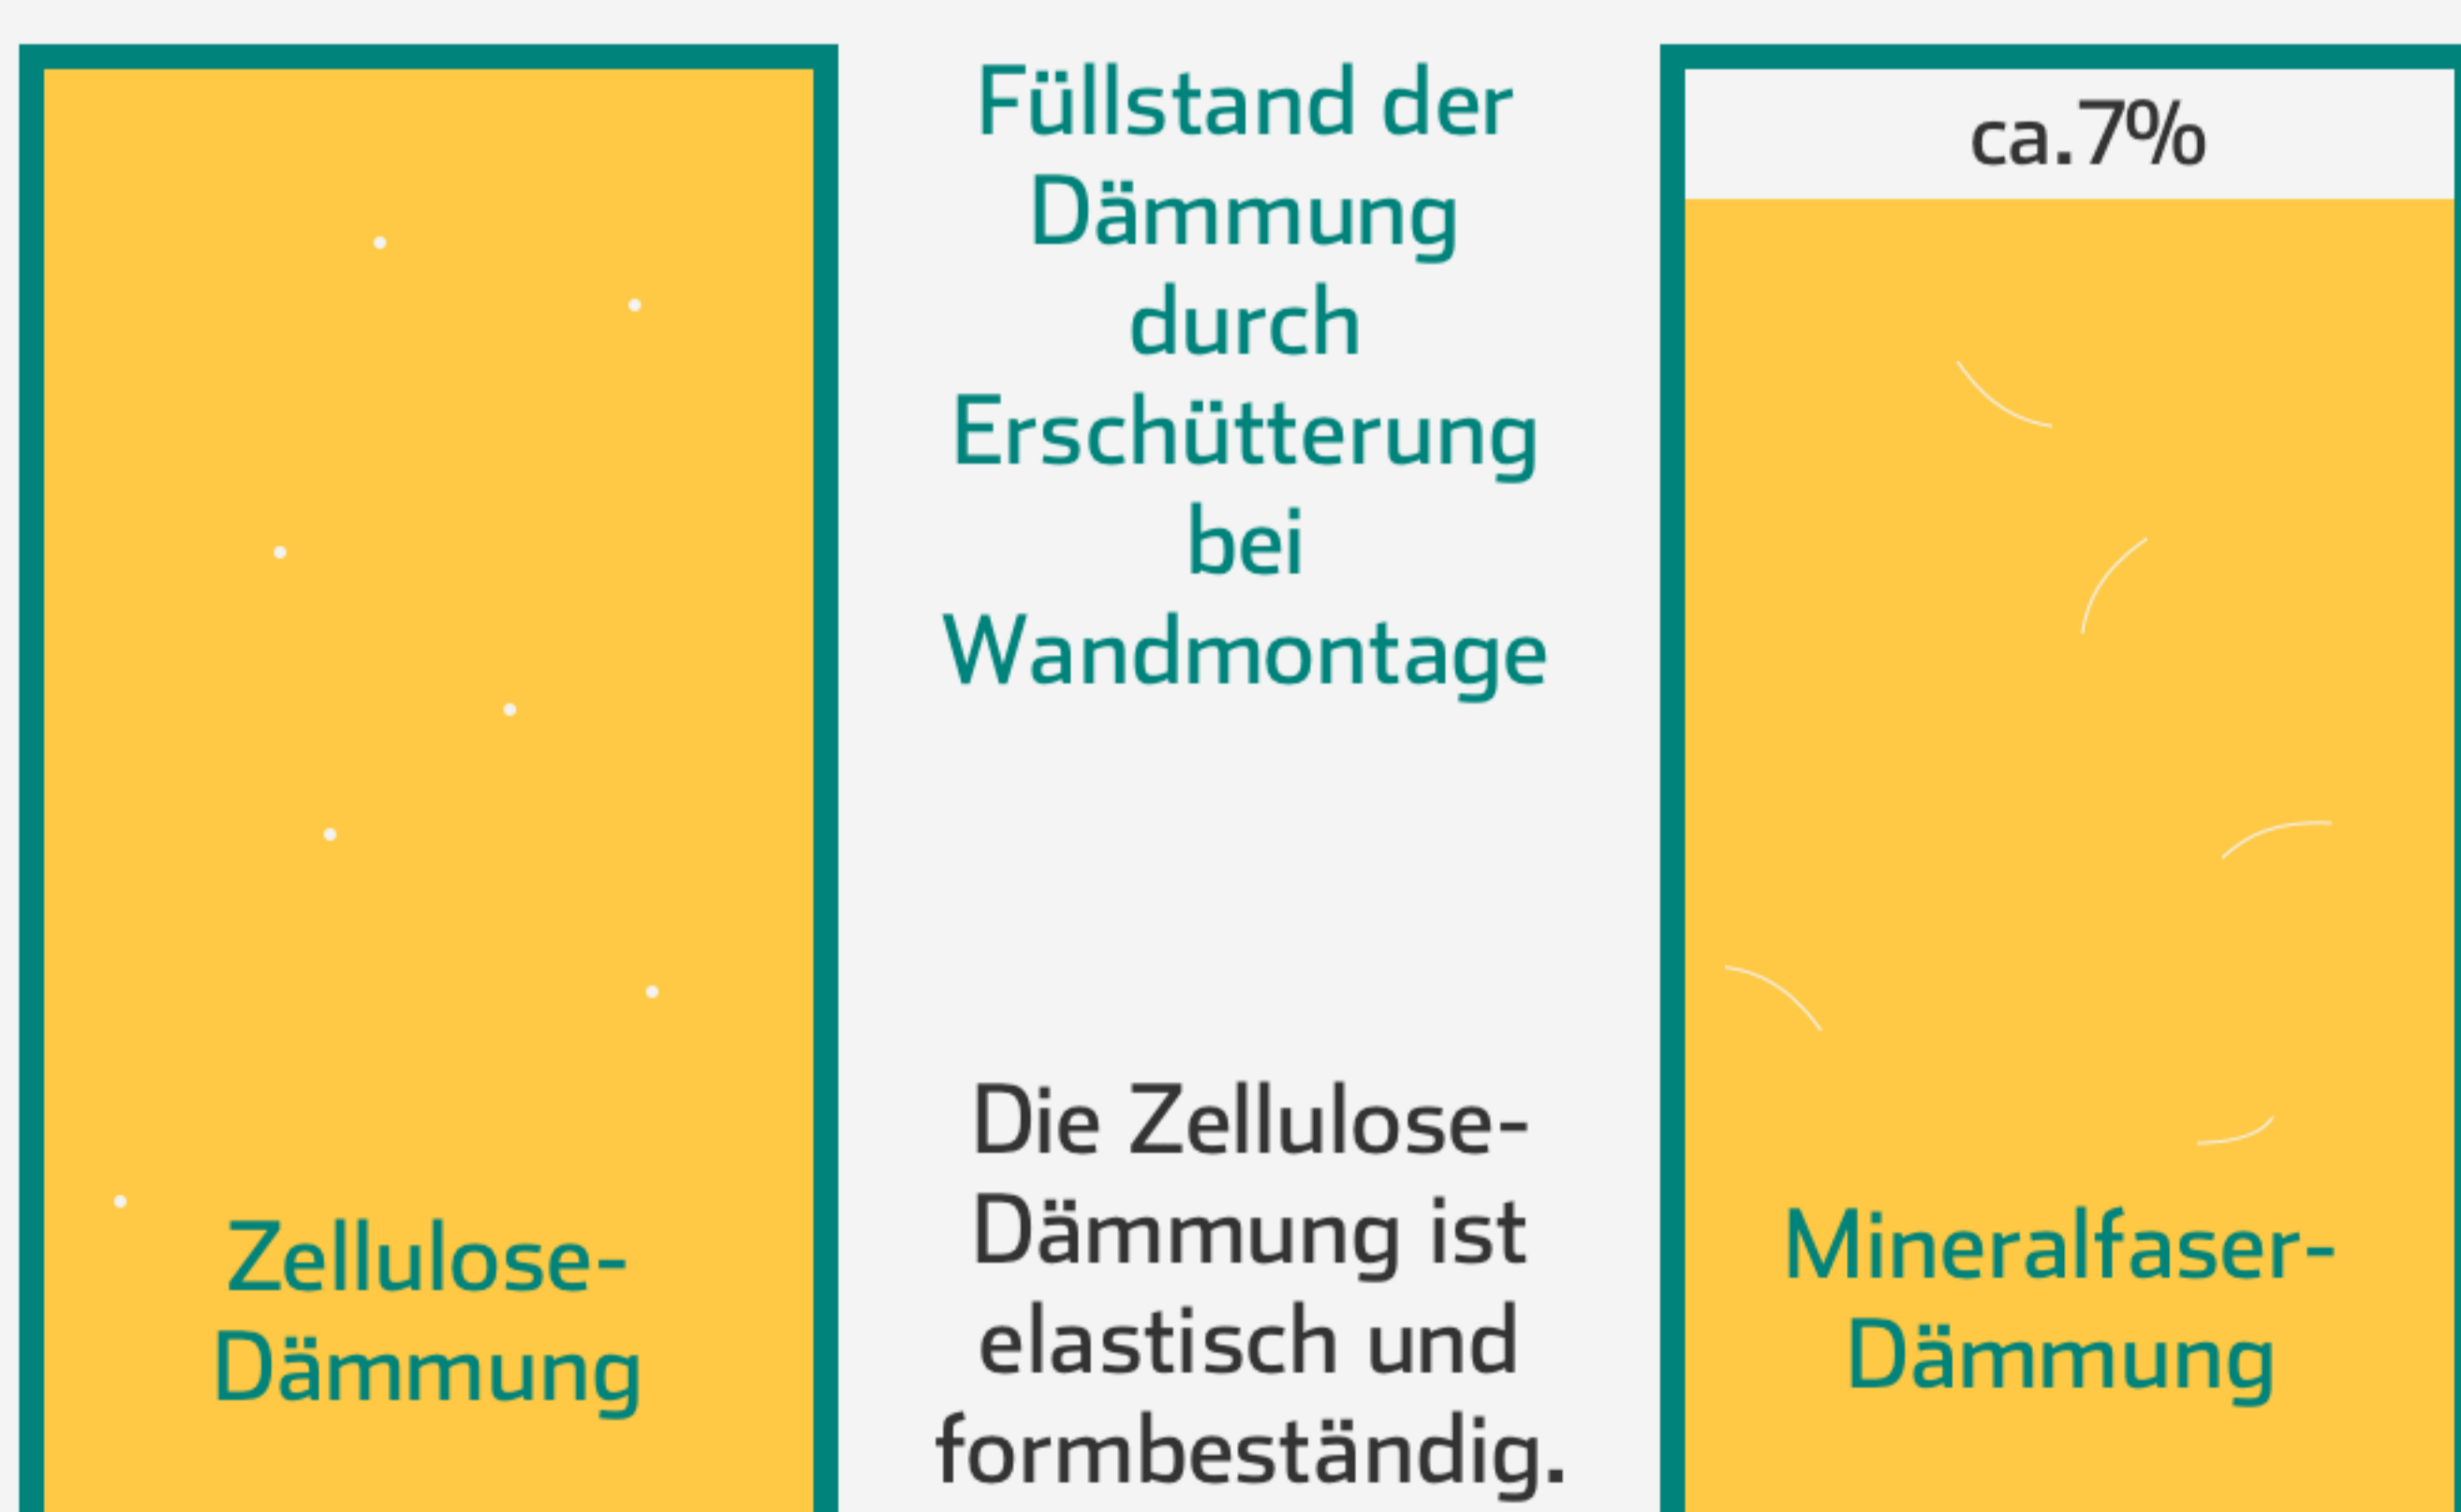 Füllstand der
Dämmung
durch
Erschütterung
bei
Wandmontage
ca.7%
Die Zellulose-
Dämmung ist
elastisch und
formbeständig.
Zellulose-
Dämmung
Mineralfaser-
Dämmung